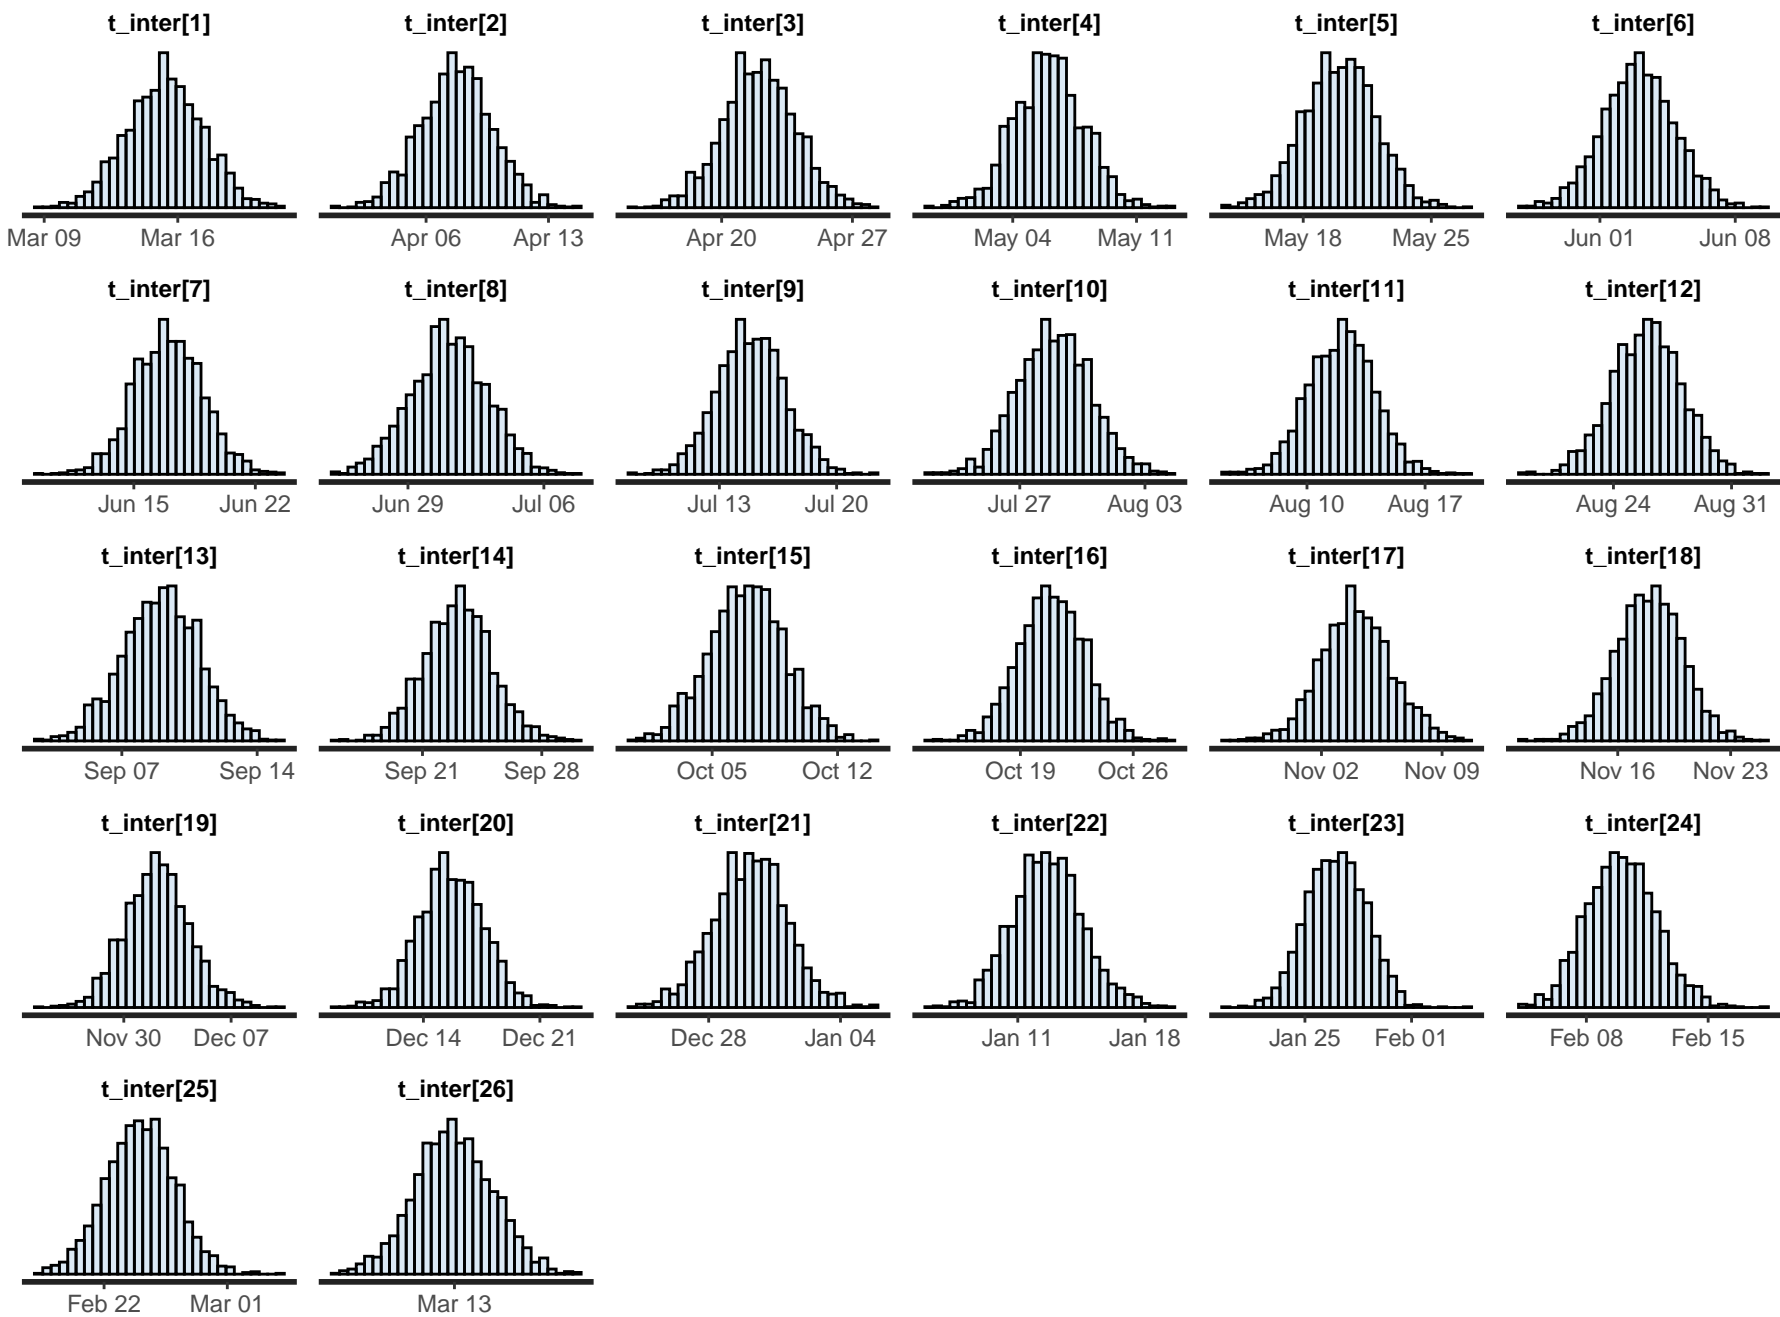 t_inter[1] t_inter[2] t_inter[3] t_inter[4] t_inter[5] t_inter[6]
Mar 09 Mar 16 Apr 06 Apr 13 Apr 20 Apr 27 May 04 May 11 May 18 May 25 Jun 01 Jun 08
t_inter[7] t_inter[8] t_inter[9] t_inter[10] t_inter[11] t_inter[12]
Jun 15 Jun 22 Jun 29 Jul 06 Jul 13 Jul 20 Jul 27 Aug 03 Aug 10 Aug 17 Aug 24 Aug 31
t_inter[13] t_inter[14] t_inter[15] t_inter[16] t_inter[17] t_inter[18]
Sep 07 Sep 14 Sep 21 Sep 28 Oct 05 Oct 12 Oct 19 Oct 26 Nov 02 Nov 09 Nov 16 Nov 23
t_inter[19] t_inter[20] t_inter[21] t_inter[22] t_inter[23] t_inter[24]
Nov 30 Dec 07 Dec 14 Dec 21 Dec 28 Jan 04 Jan 11 Jan 18 Jan 25 Feb 01 Feb 08 Feb 15
t_inter[25] t_inter[26]
Feb 22 Mar 01 Mar 13